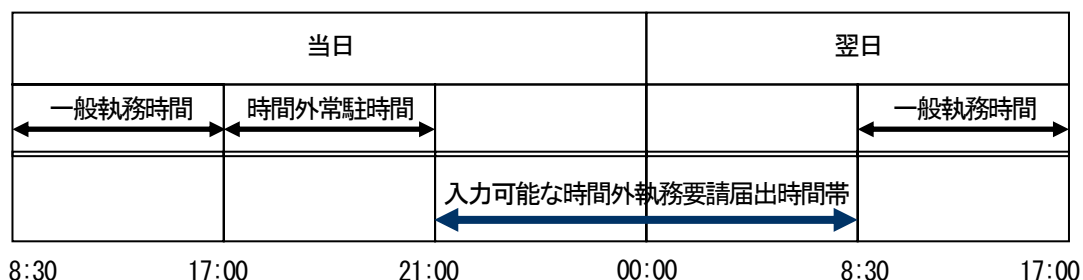 当日 翌日
一般執務時間 時間外常駐時間 一般執務時間
入力可能な時間外執務要請届出時間帯
8:30 17:00 21:00 00:00 8:30 17:00